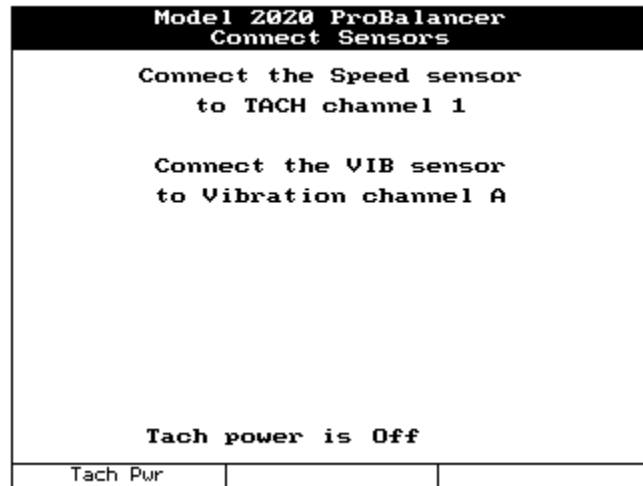 Model 2020 ProBalancer
Connect Sensors
Connect the Speed sensor
to TACH channel 1
Connect the VIB sensor
to Vibration channel A
Tach power is Off
Tach Pwr